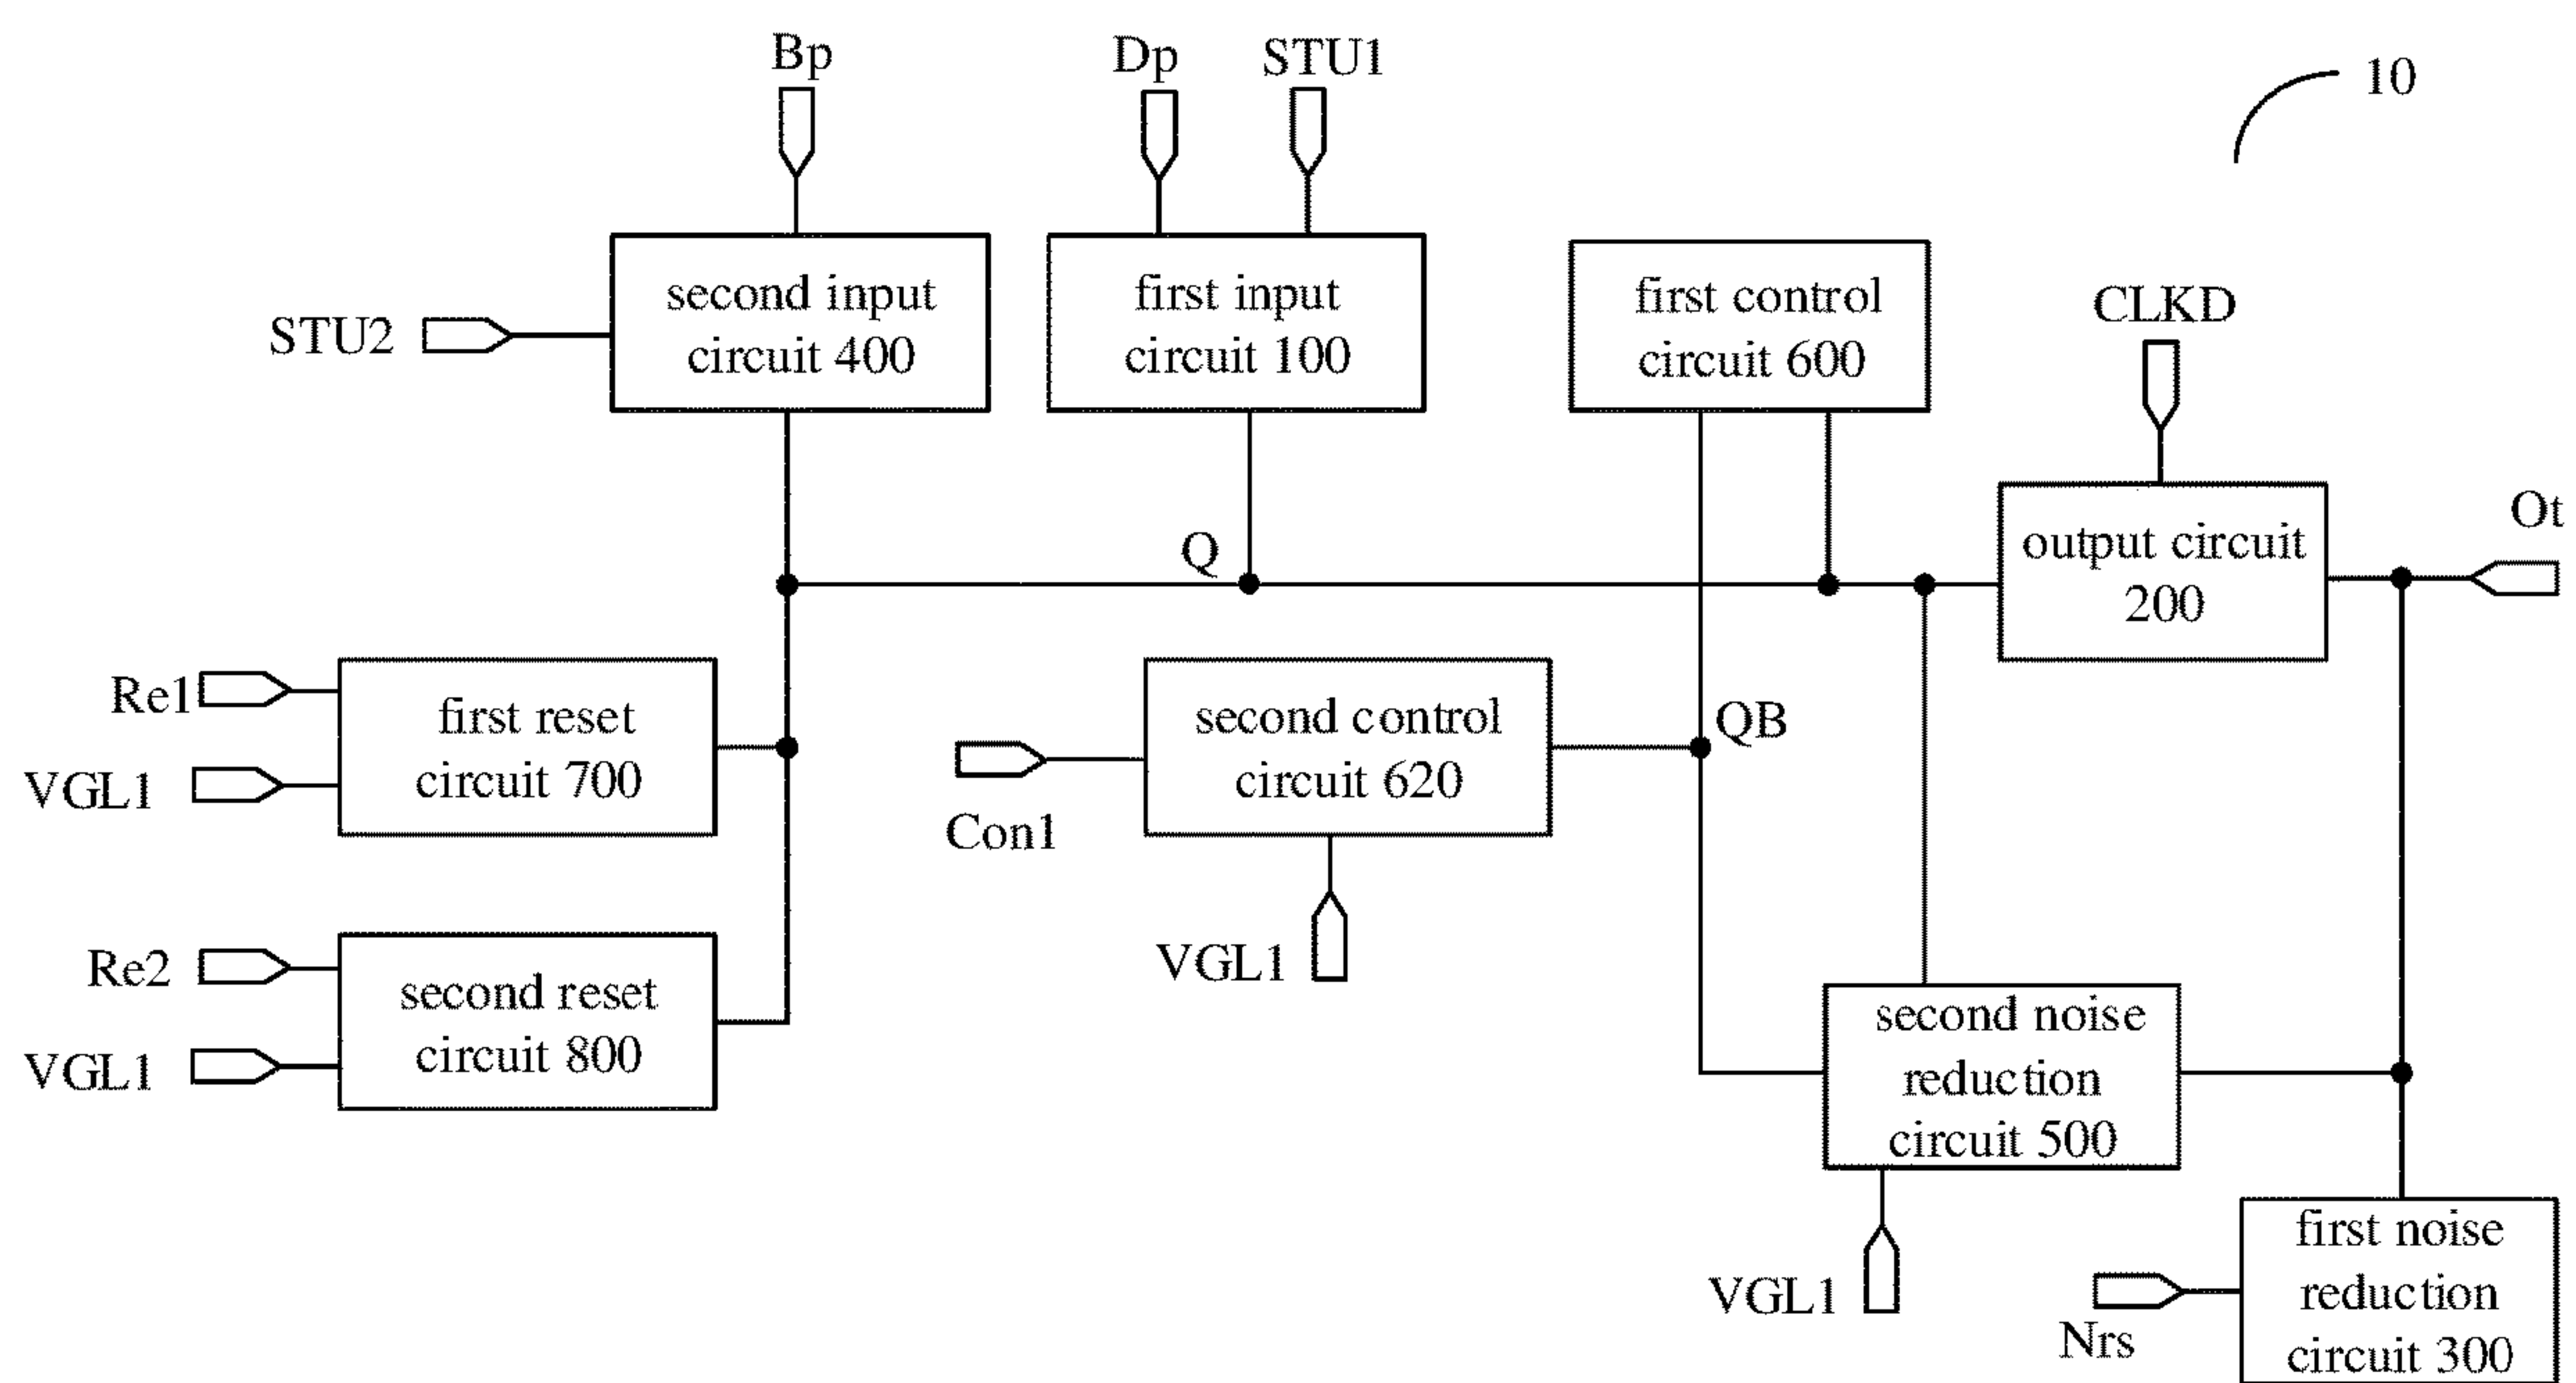 Bp
Dp
STU1
10
second input
circuit 400
first input
circuit 100
first control
circuit 600
CLKD
STU2
Q
output circuit
200
Ot
Re1
VGL1
first reset
circuit 700
second control
circuit 620
QB
Con1
VGL1
Re2
VGL1
second reset
circuit 800
second noise
reduction
circuit 500
VGL1
first noise
reduction
circuit 300
Nrs